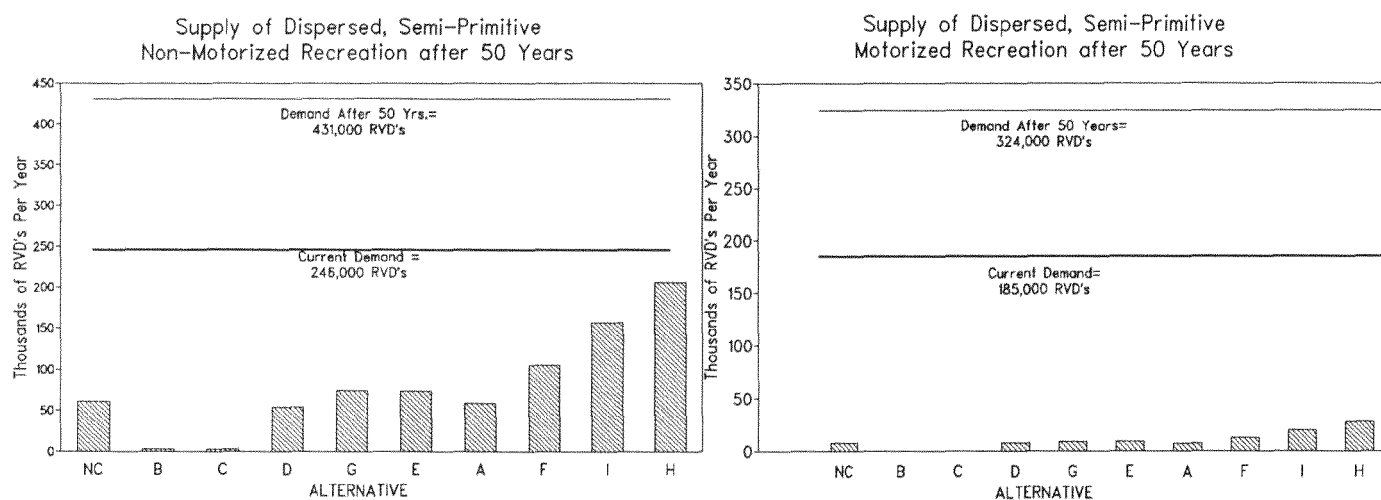 Supply of Dispersed, Semi-Primitive
Non-Motorized Recreation after 50 Years
450
400
350
300
250
200
150
100
50
0
Thousands of RVD's Per Year
Demand After 50 Yrs.=
431,000 RVD's
Current Demand =
246,000 RVD's
NC B C D G E A F I H
ALTERNATIVE
Supply of Dispersed, Semi-Primitive
Motorized Recreation after 50 Years
350
300
250
200
150
100
50
0
Thousands of RVD's Per Year
Demand After 50 Years=
324,000 RVD's
Current Demand=
185,000 RVD's
NC B C D G E A F I H
ALTERNATIVE